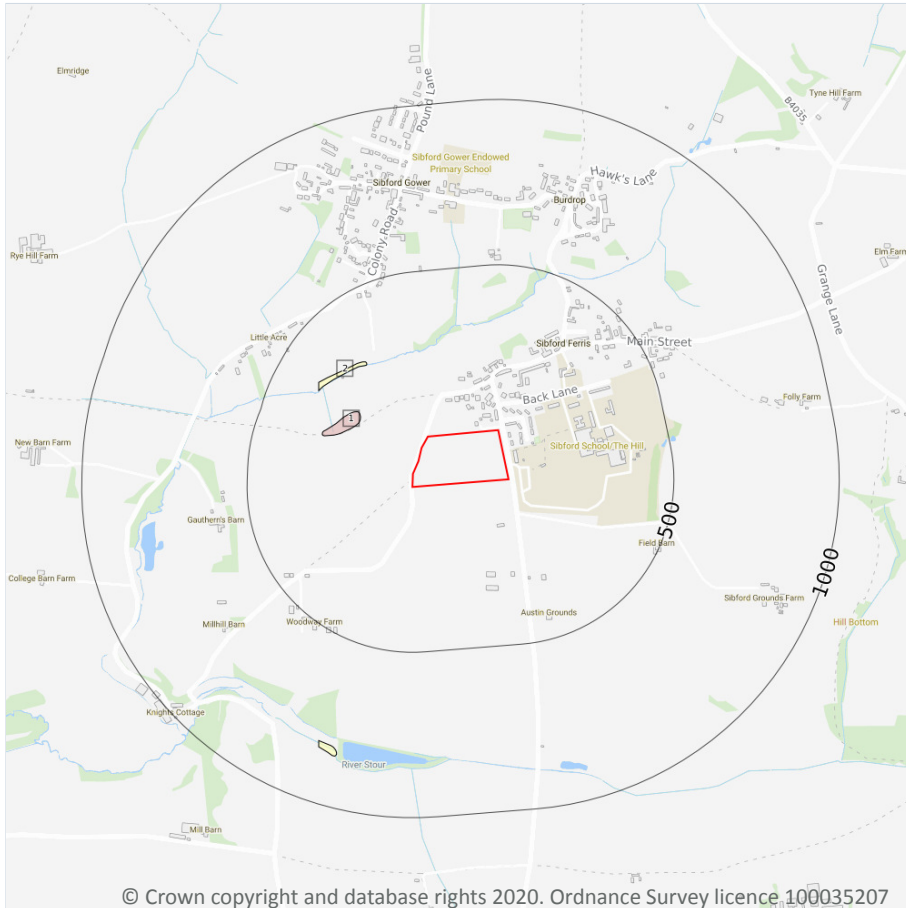 Elmridge
Pound Lane
Tyne Hill Farm
B4035
Sibford Gower Endowed
Primary School
Hawk's Lane
Sibford Gower
Burdrop
Colony Road
Rye Hill Farm
Elm Farm
Grange Lane
Little Acre
Sibford Ferris
Main Street
2
Back Lane
Folly Farm
1
New Barn Farm
Sibford School/The Hill,
Gauthern's Barn
500
Field Barn
1000
College Barn Farm
Sibford Grounds Farm
Austin Grounds
Millhill Barn
Woodway Farm
Hill Bottom
Knights Cottage
River Stour
Mill Barn
© Crown copyright and database rights 2020. Ordnance Survey licence 100035207